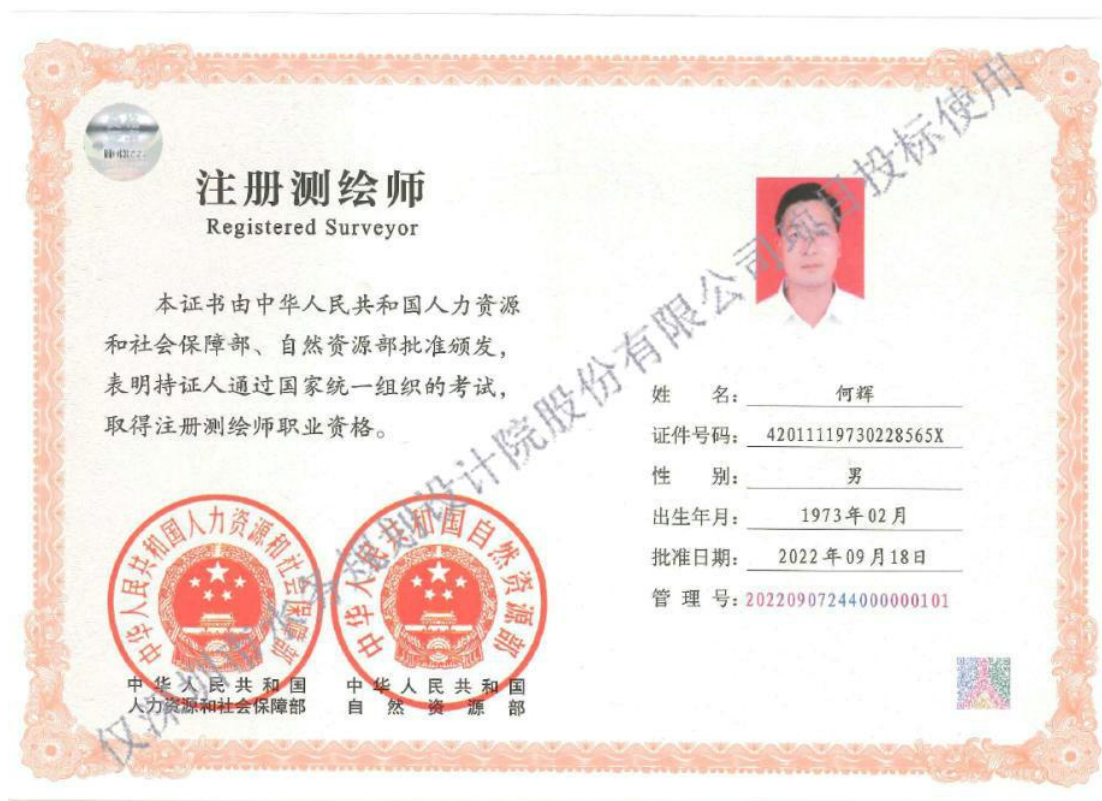 注册测绘师
Registered Surveyor
本证书由中华人民共和国人力资源
和社会保障部、自然资源部批准颁发，
表明持证人通过国家统一组织的考试，
取得注册测绘师职业资格。
中华人民共和国人力资源和社会保障部
中华人民共和国自然资源部
中华人民共和国
人力资源和社会保障部
中华人民共和国
自然资源部
姓 名： 何辉
证件号码： 42011119730228565X
性 别： 男
出生年月： 1973年02月
批准日期： 2022年09月18日
管 理 号： 20220907244000000101
仅深圳市水务规划设计院股份有限公司项目投标使用